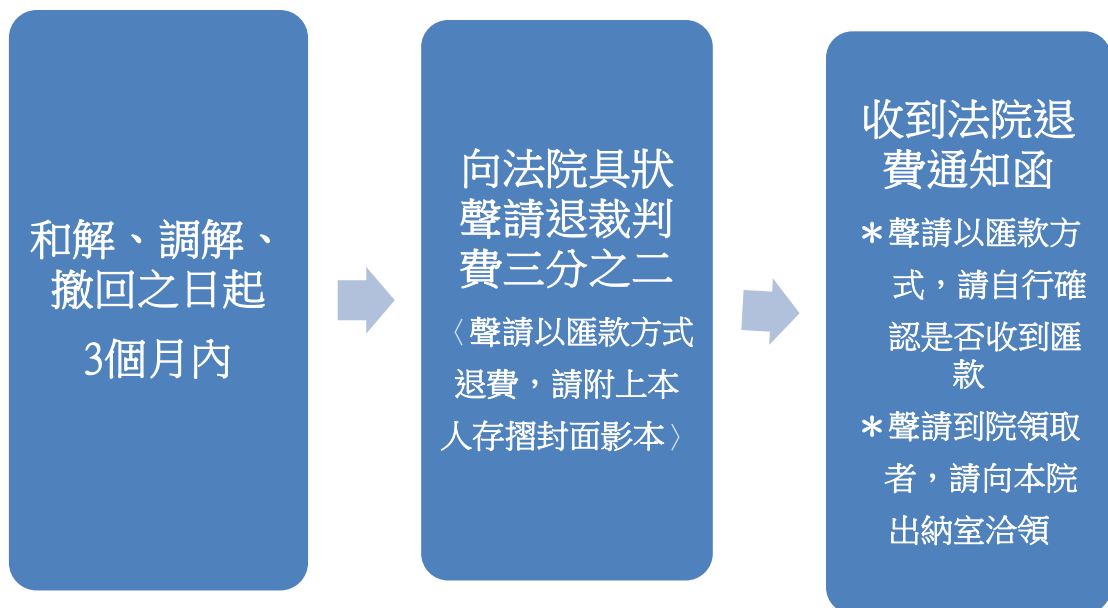 和解、調解、
撤回之日起
3個月內
向法院具狀
聲請退裁判
費三分之二
〈聲請以匯款方式
退費，請附上本
人存摺封面影本〉
收到法院退
費通知函
＊聲請以匯款方
式，請自行確
認是否收到匯
款
＊聲請到院領取
者，請向本院
出納室洽領